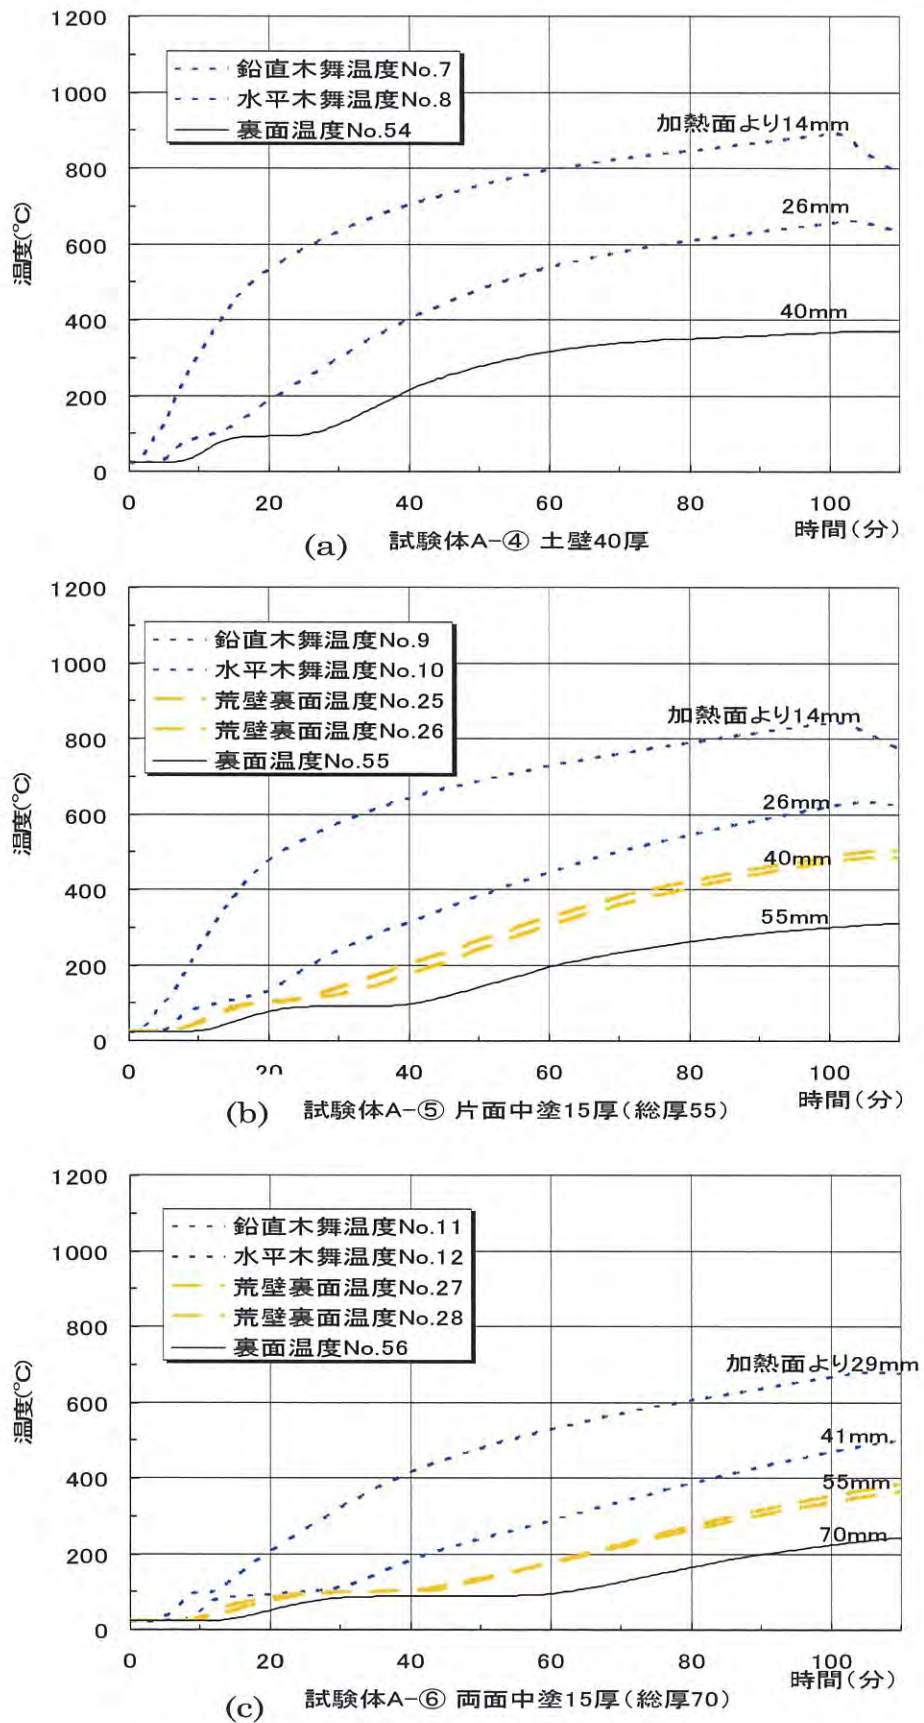 1200
1000
800
600
400
200
0
温度(℃)
鉛直木舞温度No.7
水平木舞温度No.8
裏面温度No.54
加熱面より14mm
26mm
40mm
0 20 40 60 80 100
時間(分)
(a) 試験体A-④ 土壁40厚
1200
1000
800
600
400
200
0
温度(℃)
鉛直木舞温度No.9
水平木舞温度No.10
荒壁裏面温度No.25
荒壁裏面温度No.26
裏面温度No.55
加熱面より14mm
26mm
40mm
55mm
0 20 40 60 80 100
時間(分)
(b) 試験体A-⑤ 片面中塗15厚(総厚55)
1200
1000
800
600
400
200
0
温度(℃)
鉛直木舞温度No.11
水平木舞温度No.12
荒壁裏面温度No.27
荒壁裏面温度No.28
裏面温度No.56
加熱面より29mm
41mm
55mm
70mm
0 20 40 60 80 100
時間(分)
(c) 試験体A-⑥ 両面中塗15厚(総厚70)